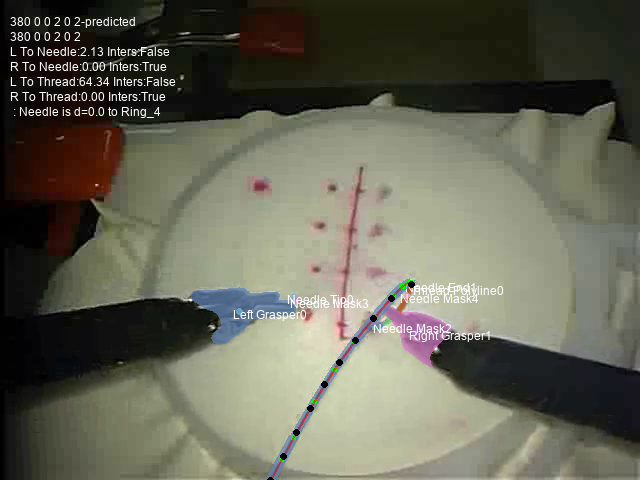 380 0 0 2 0 2-predicted
380 0 0 2 0 2
L To Needle:2.13 Inters:False
R To Needle:0.00 Inters:True
L To Thread:64.34 Inters:False
R To Thread:0.00 Inters:True
: Needle is d=0.0 to Ring_4
Needle End1
Thread Polyline0
Needle Tip0
Needle Mask3
Needle Mask4
Left Grasper0
Needle Mask2
Right Grasper1